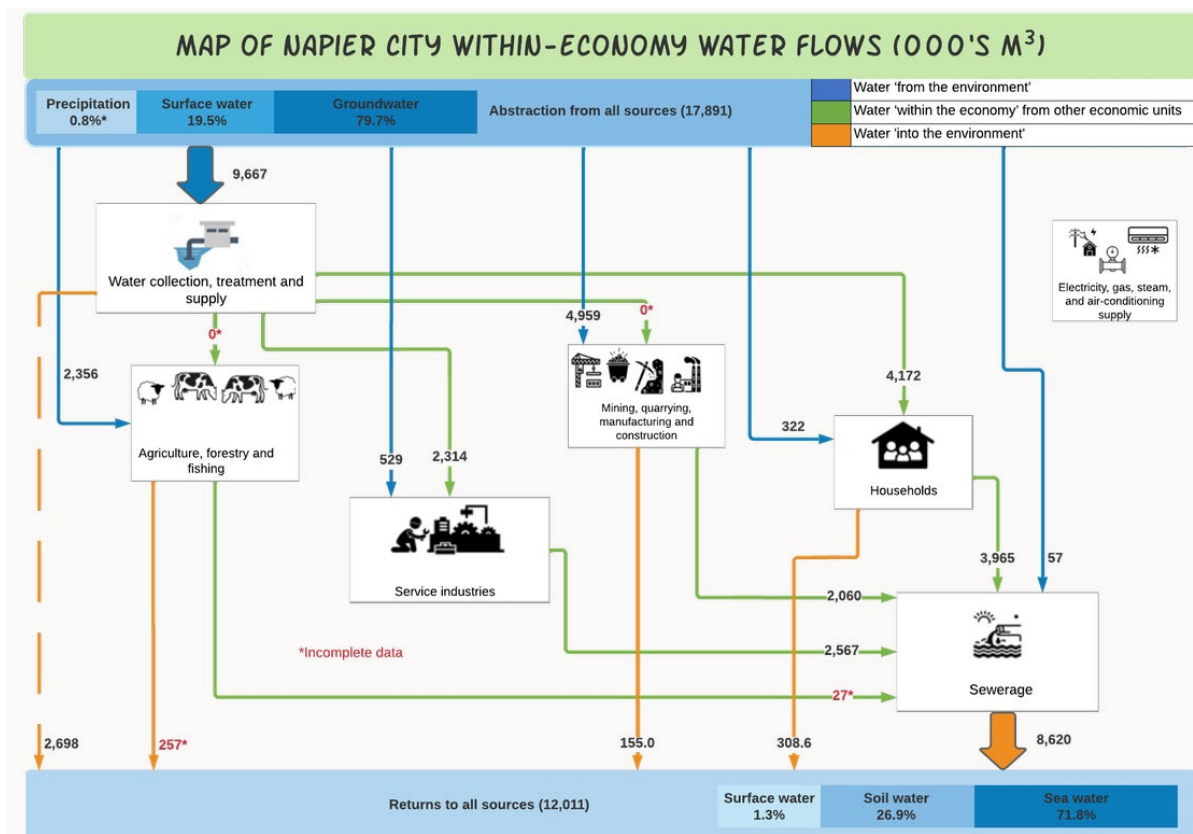 MAP OF NAPIER CITY WITHIN-ECONOMY WATER FLOWS (000'S M³)
Precipitation
0.8%*
Surface water
19.5%
Groundwater
79.7%
Abstraction from all sources (17,891)
Water 'from the environment'
Water 'within the economy' from other economic units
Water 'into the environment'
9,667
Water collection, treatment and
supply
Electricity, gas, steam,
and air-conditioning
supply
0*
4,959
0*
2,356
4,172
Mining, quarrying,
manufacturing and
construction
322
Agriculture, forestry and
fishing
529
2,314
Households
Service industries
3,965
57
2,060
*Incomplete data
2,567
27*
Sewerage
2,698
257*
155.0
308.6
8,620
Returns to all sources (12,011)
Surface water
1.3%
Soil water
26.9%
Sea water
71.8%